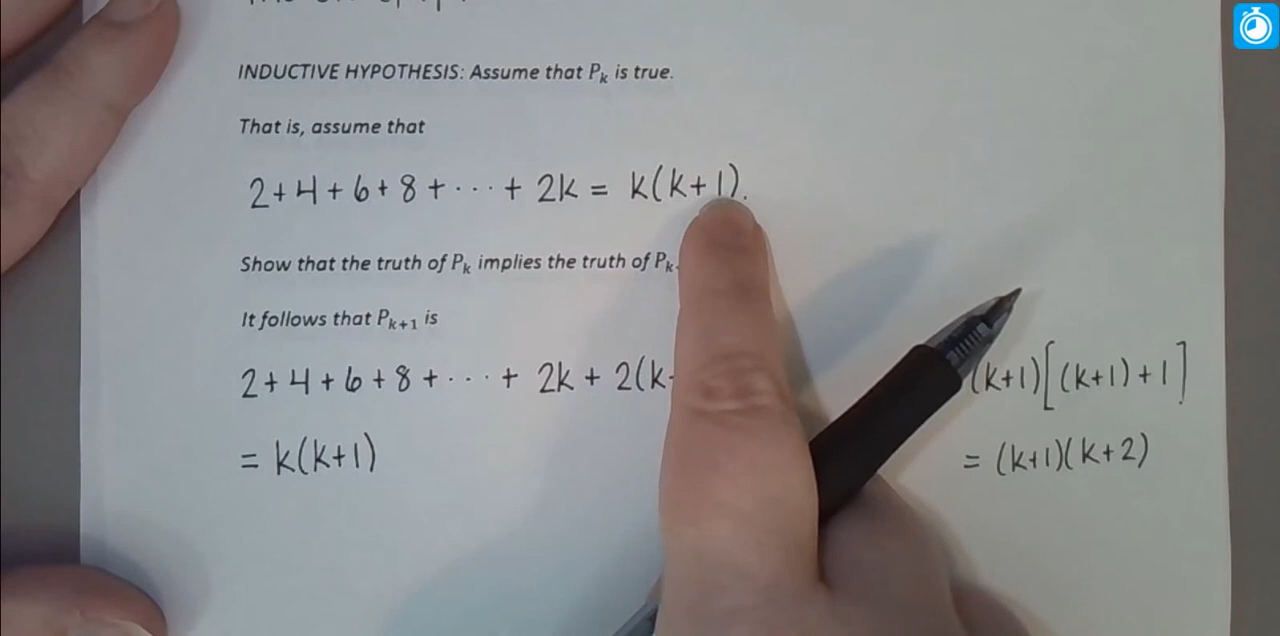 INDUCTIVE HYPOTHESIS: Assume that Pₖ is true.
That is, assume that
2+4+6+8+···+2k = k(k+1).
Show that the truth of Pₖ implies the truth of Pₖ
It follows that Pₖ₊₁ is
2+4+6+8+···+2k+2(k (k+1)[(k+1)+1]
= k(k+1) = (k+1)(k+2)